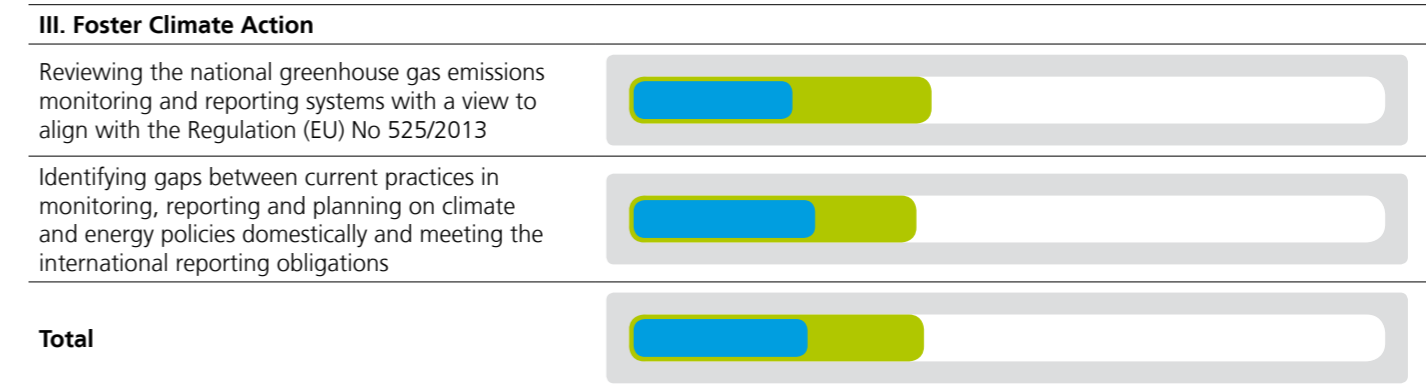 III. Foster Climate Action
Reviewing the national greenhouse gas emissions
monitoring and reporting systems with a view to
align with the Regulation (EU) No 525/2013
Identifying gaps between current practices in
monitoring, reporting and planning on climate
and energy policies domestically and meeting the
international reporting obligations
Total